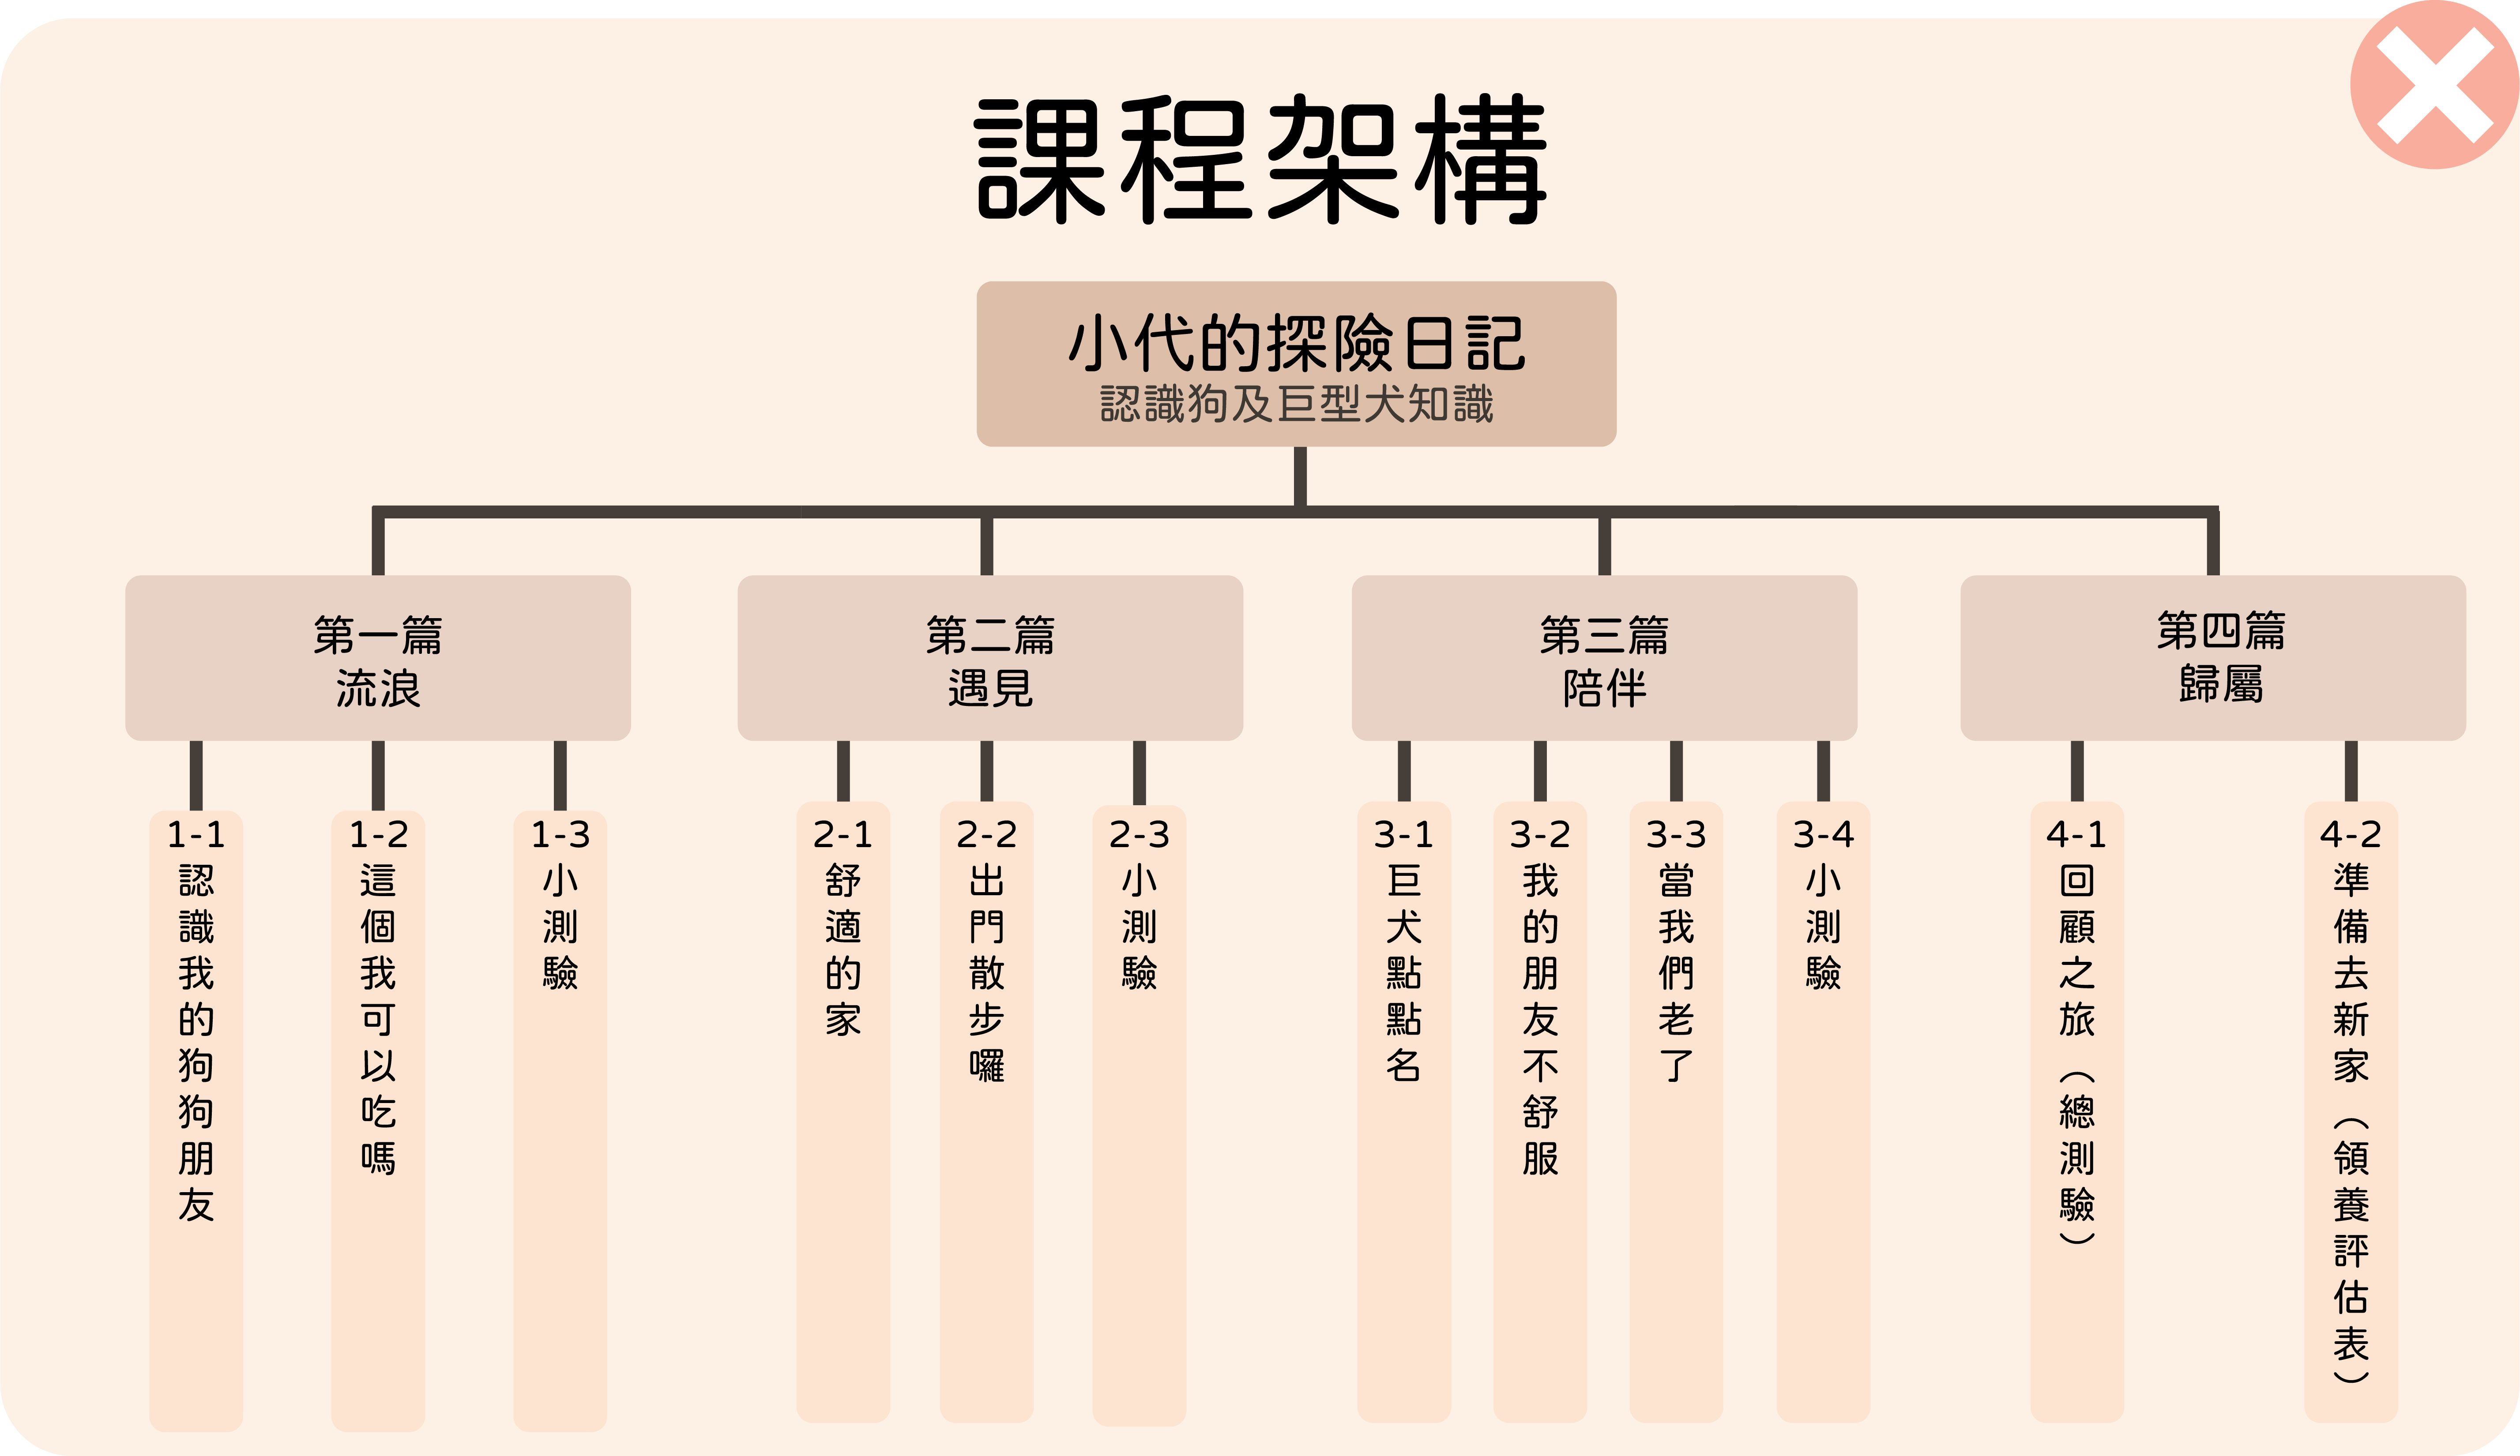 課程架構
小代的探險日記
認識狗及巨型犬知識
第一篇
流浪
第二篇
遇見
第三篇
陪伴
第四篇
歸屬
1-1
認識我的狗狗朋友
1-2
這個我可以吃嗎
1-3
小測驗
2-1
舒適的家
2-2
出門散步囉
2-3
小測驗
3-1
巨犬點點名
3-2
我的朋友不舒服
3-3
當我們老了
3-4
小測驗
4-1
回顧之旅（總測驗）
4-2
準備去新家（領養評估表）